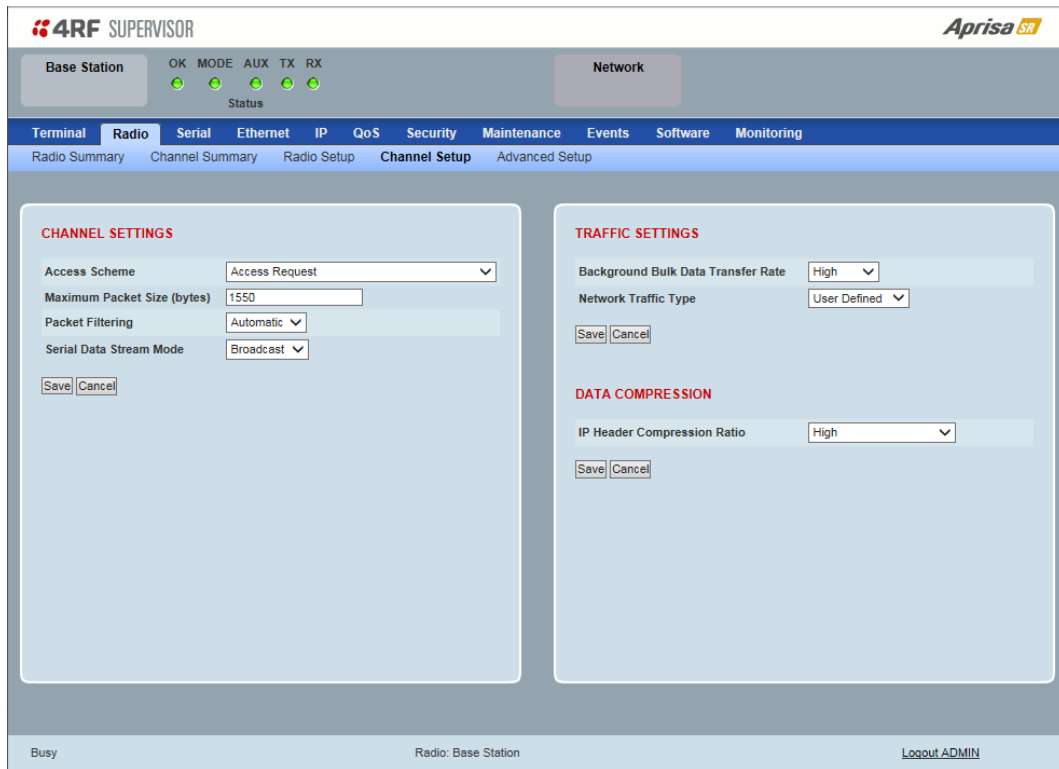 4RF SUPERVISOR
Aprisa SR
Base Station
OK MODE AUX TX RX
Status
Network
Terminal Radio Serial Ethernet IP QoS Security Maintenance Events Software Monitoring
Radio Summary Channel Summary Radio Setup Channel Setup Advanced Setup
CHANNEL SETTINGS
Access Scheme Access Request
Maximum Packet Size (bytes) 1550
Packet Filtering Automatic
Serial Data Stream Mode Broadcast
Save Cancel
TRAFFIC SETTINGS
Background Bulk Data Transfer Rate High
Network Traffic Type User Defined
Save Cancel
DATA COMPRESSION
IP Header Compression Ratio High
Save Cancel
Busy
Radio: Base Station
Logout ADMIN